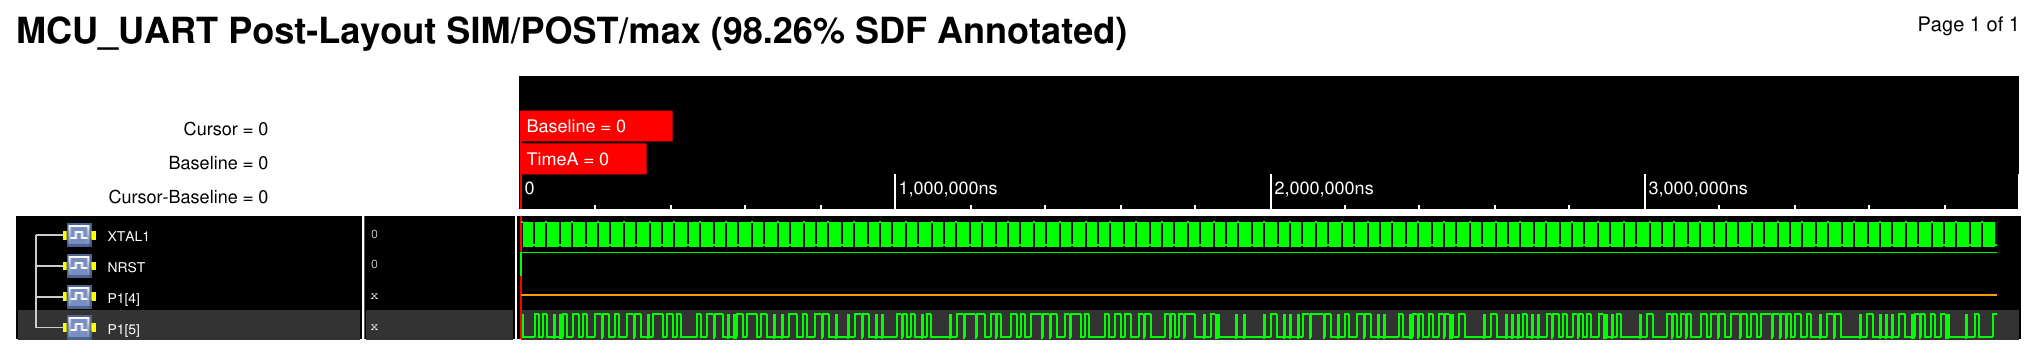 MCU_UART Post-Layout SIM/POST/max (98.26% SDF Annotated)
Page 1 of 1
Cursor = 0
Baseline = 0
Cursor-Baseline = 0
Baseline = 0
TimeA = 0
0 1,000,000ns 2,000,000ns 3,000,000ns
XTAL1 0
NRST 0
P1[4] x
P1[5] x